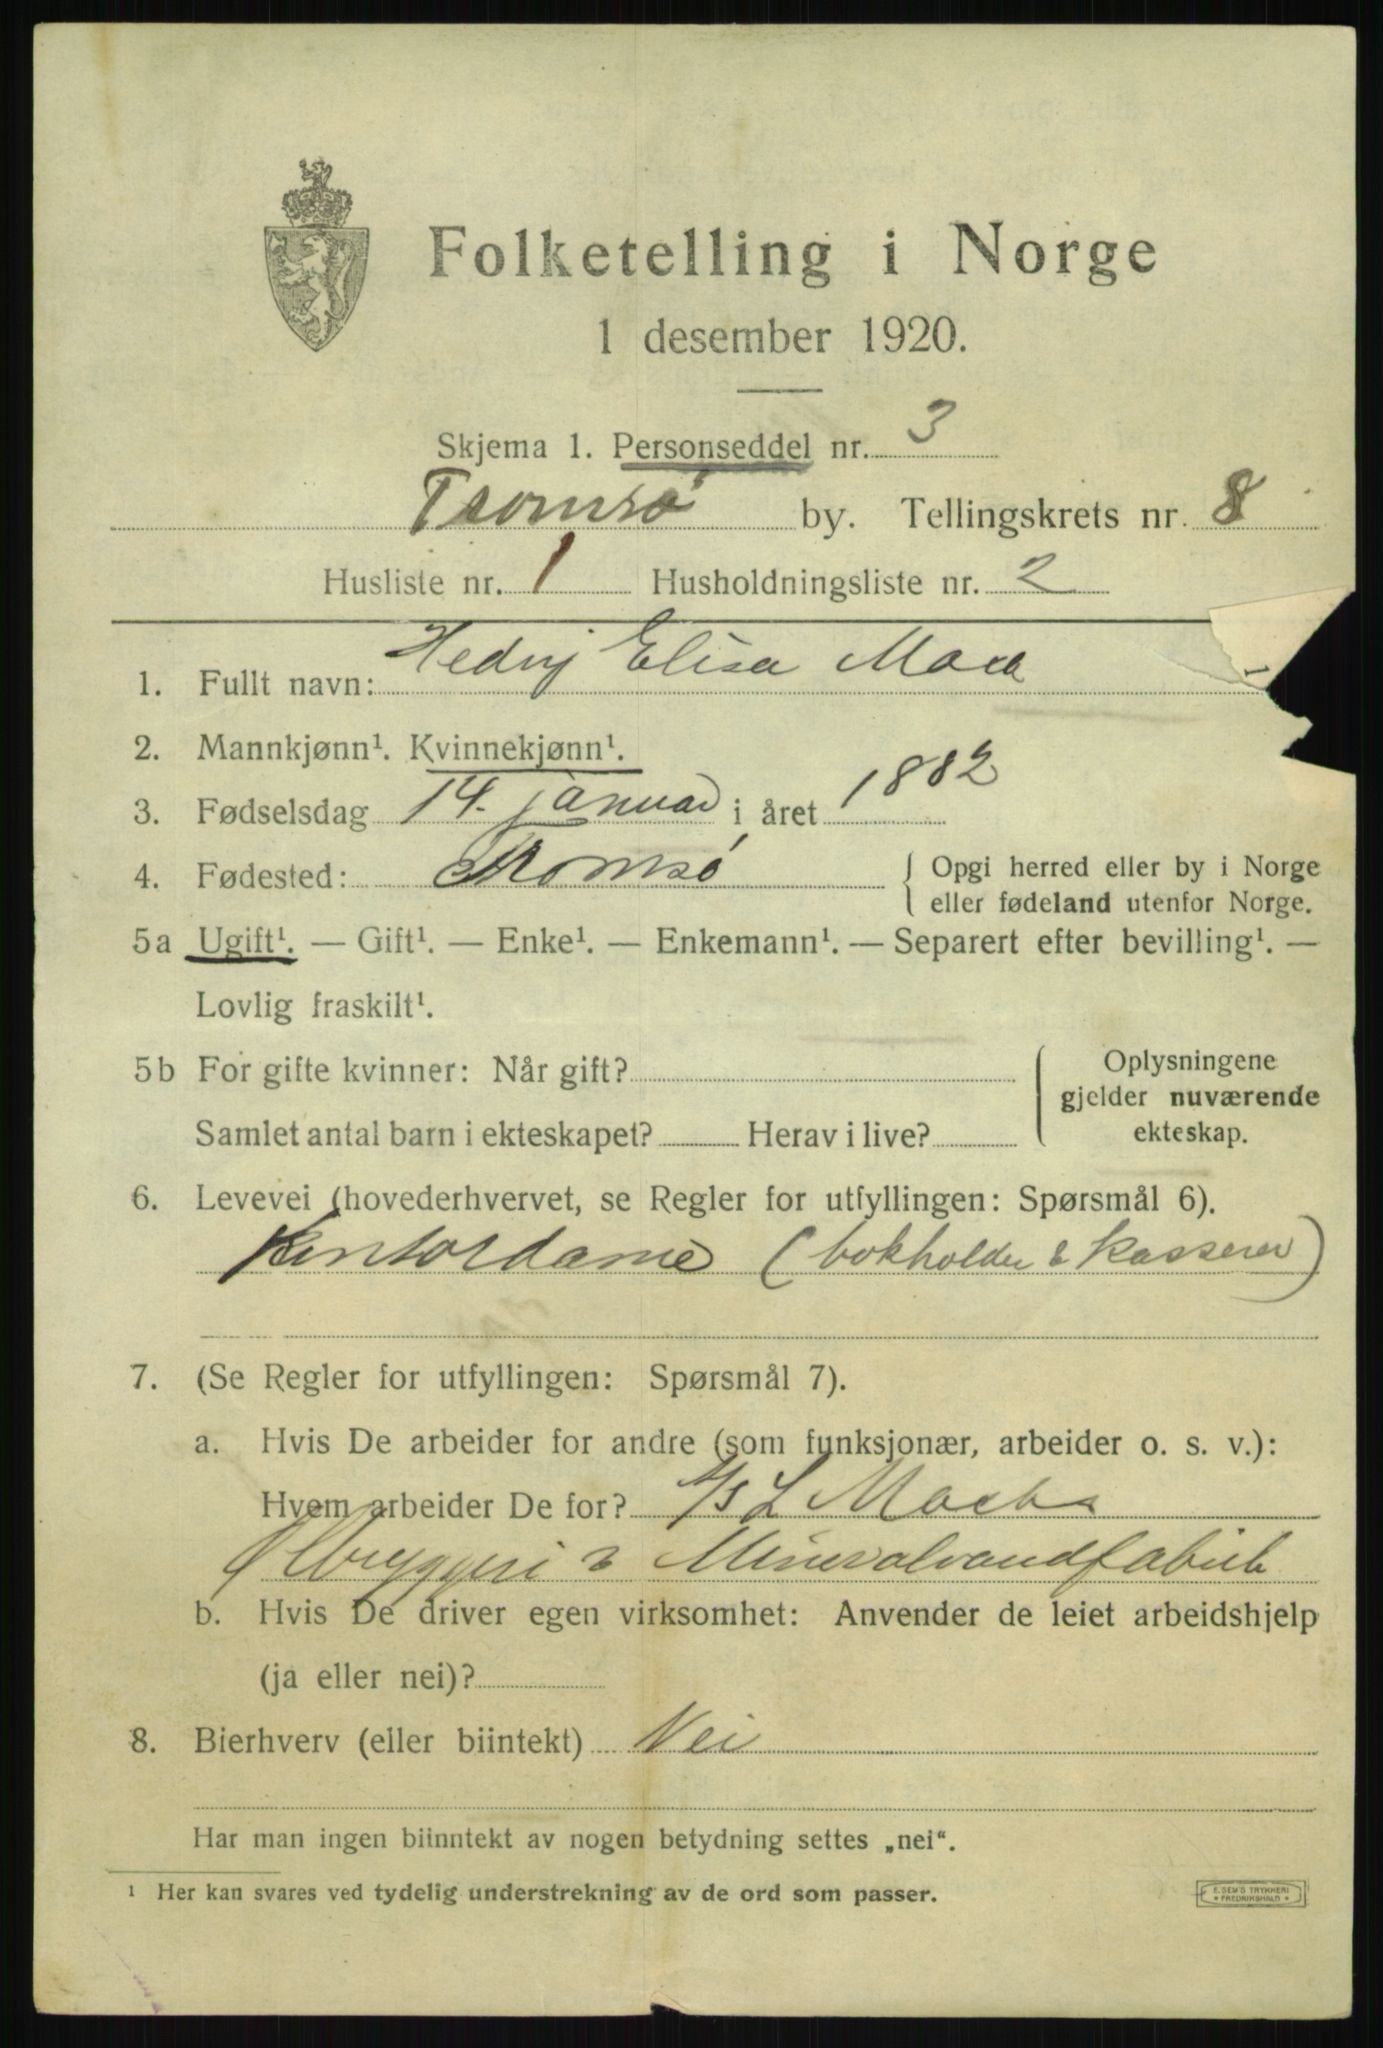 Folketelling i Norge
1 desember 1920.
Skjema 1. Personseddel nr. 3
Tromsø by. Tellingskrets nr. 8
Husliste nr. 1 Husholdningsliste nr. 2
1. Fullt navn: Hedvig Elisa Mack
2. Mannkjønn¹. Kvinnekjønn¹.
3. Fødselsdag 14. januar i året 1882
4. Fødested: Tromsø { Opgi herred eller by i Norge
eller fødeland utenfor Norge.
5a Ugift¹. — Gift¹. — Enke¹. — Enkemann¹. — Separert efter bevilling¹. —
Lovlig fraskilt¹.
5b For gifte kvinner: Når gift? { Oplysningene
gjelder nuværende
Samlet antal barn i ekteskapet? Herav i live? ekteskap.
6. Levevei (hovederhvervet, se Regler for utfyllingen: Spørsmål 6).
Kontordame (bokholder & kasserer)
7. (Se Regler for utfyllingen: Spørsmål 7).
a. Hvis De arbeider for andre (som funksjonær, arbeider o. s. v.):
Hvem arbeider De for? A/S L Macks
Ølbryggeri & Mineralvandfabrik
b. Hvis De driver egen virksomhet: Anvender de leiet arbeidshjelp
(ja eller nei)?
8. Bierhverv (eller biintekt) Nei
Har man ingen biinntekt av nogen betydning settes „nei“.
¹ Her kan svares ved tydelig understrekning av de ord som passer.
E. SEM'S TRYKKERI
* FREDRIKSHALD *